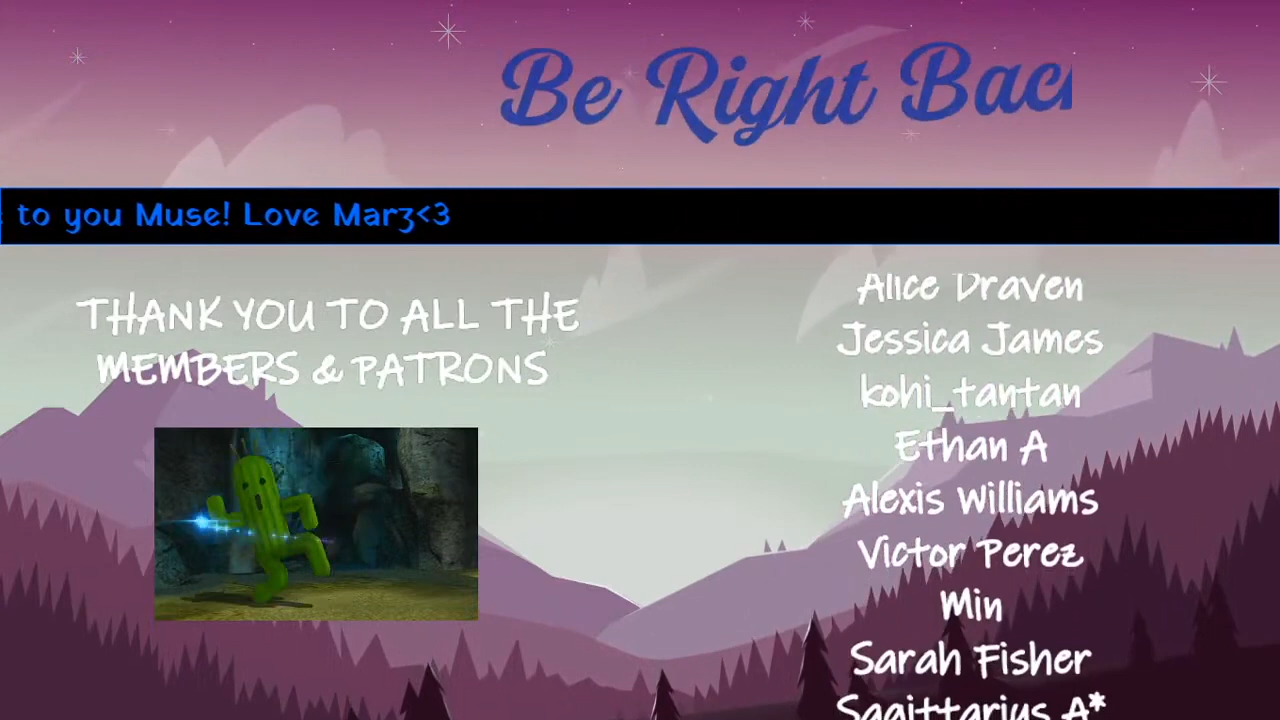 Be Right Bac
to you Muse! Love Marz<3
THANK YOU TO ALL THE
MEMBERS & PATRONS
Alice Draven
Jessica James
kohi_tantan
Ethan A
Alexis Williams
Victor Perez
Min
Sarah Fisher
Sagittarius A*